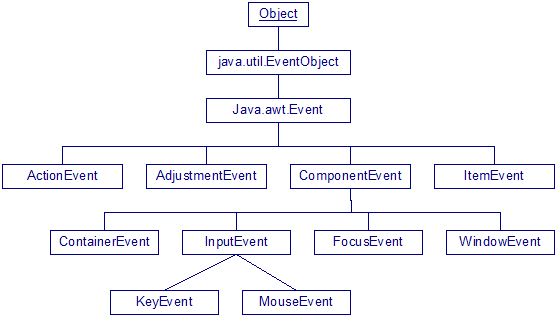 Object
java.util.EventObject
Java.awt.Event
ActionEvent
AdjustmentEvent
ComponentEvent
ItemEvent
ContainerEvent
InputEvent
FocusEvent
WindowEvent
KeyEvent
MouseEvent